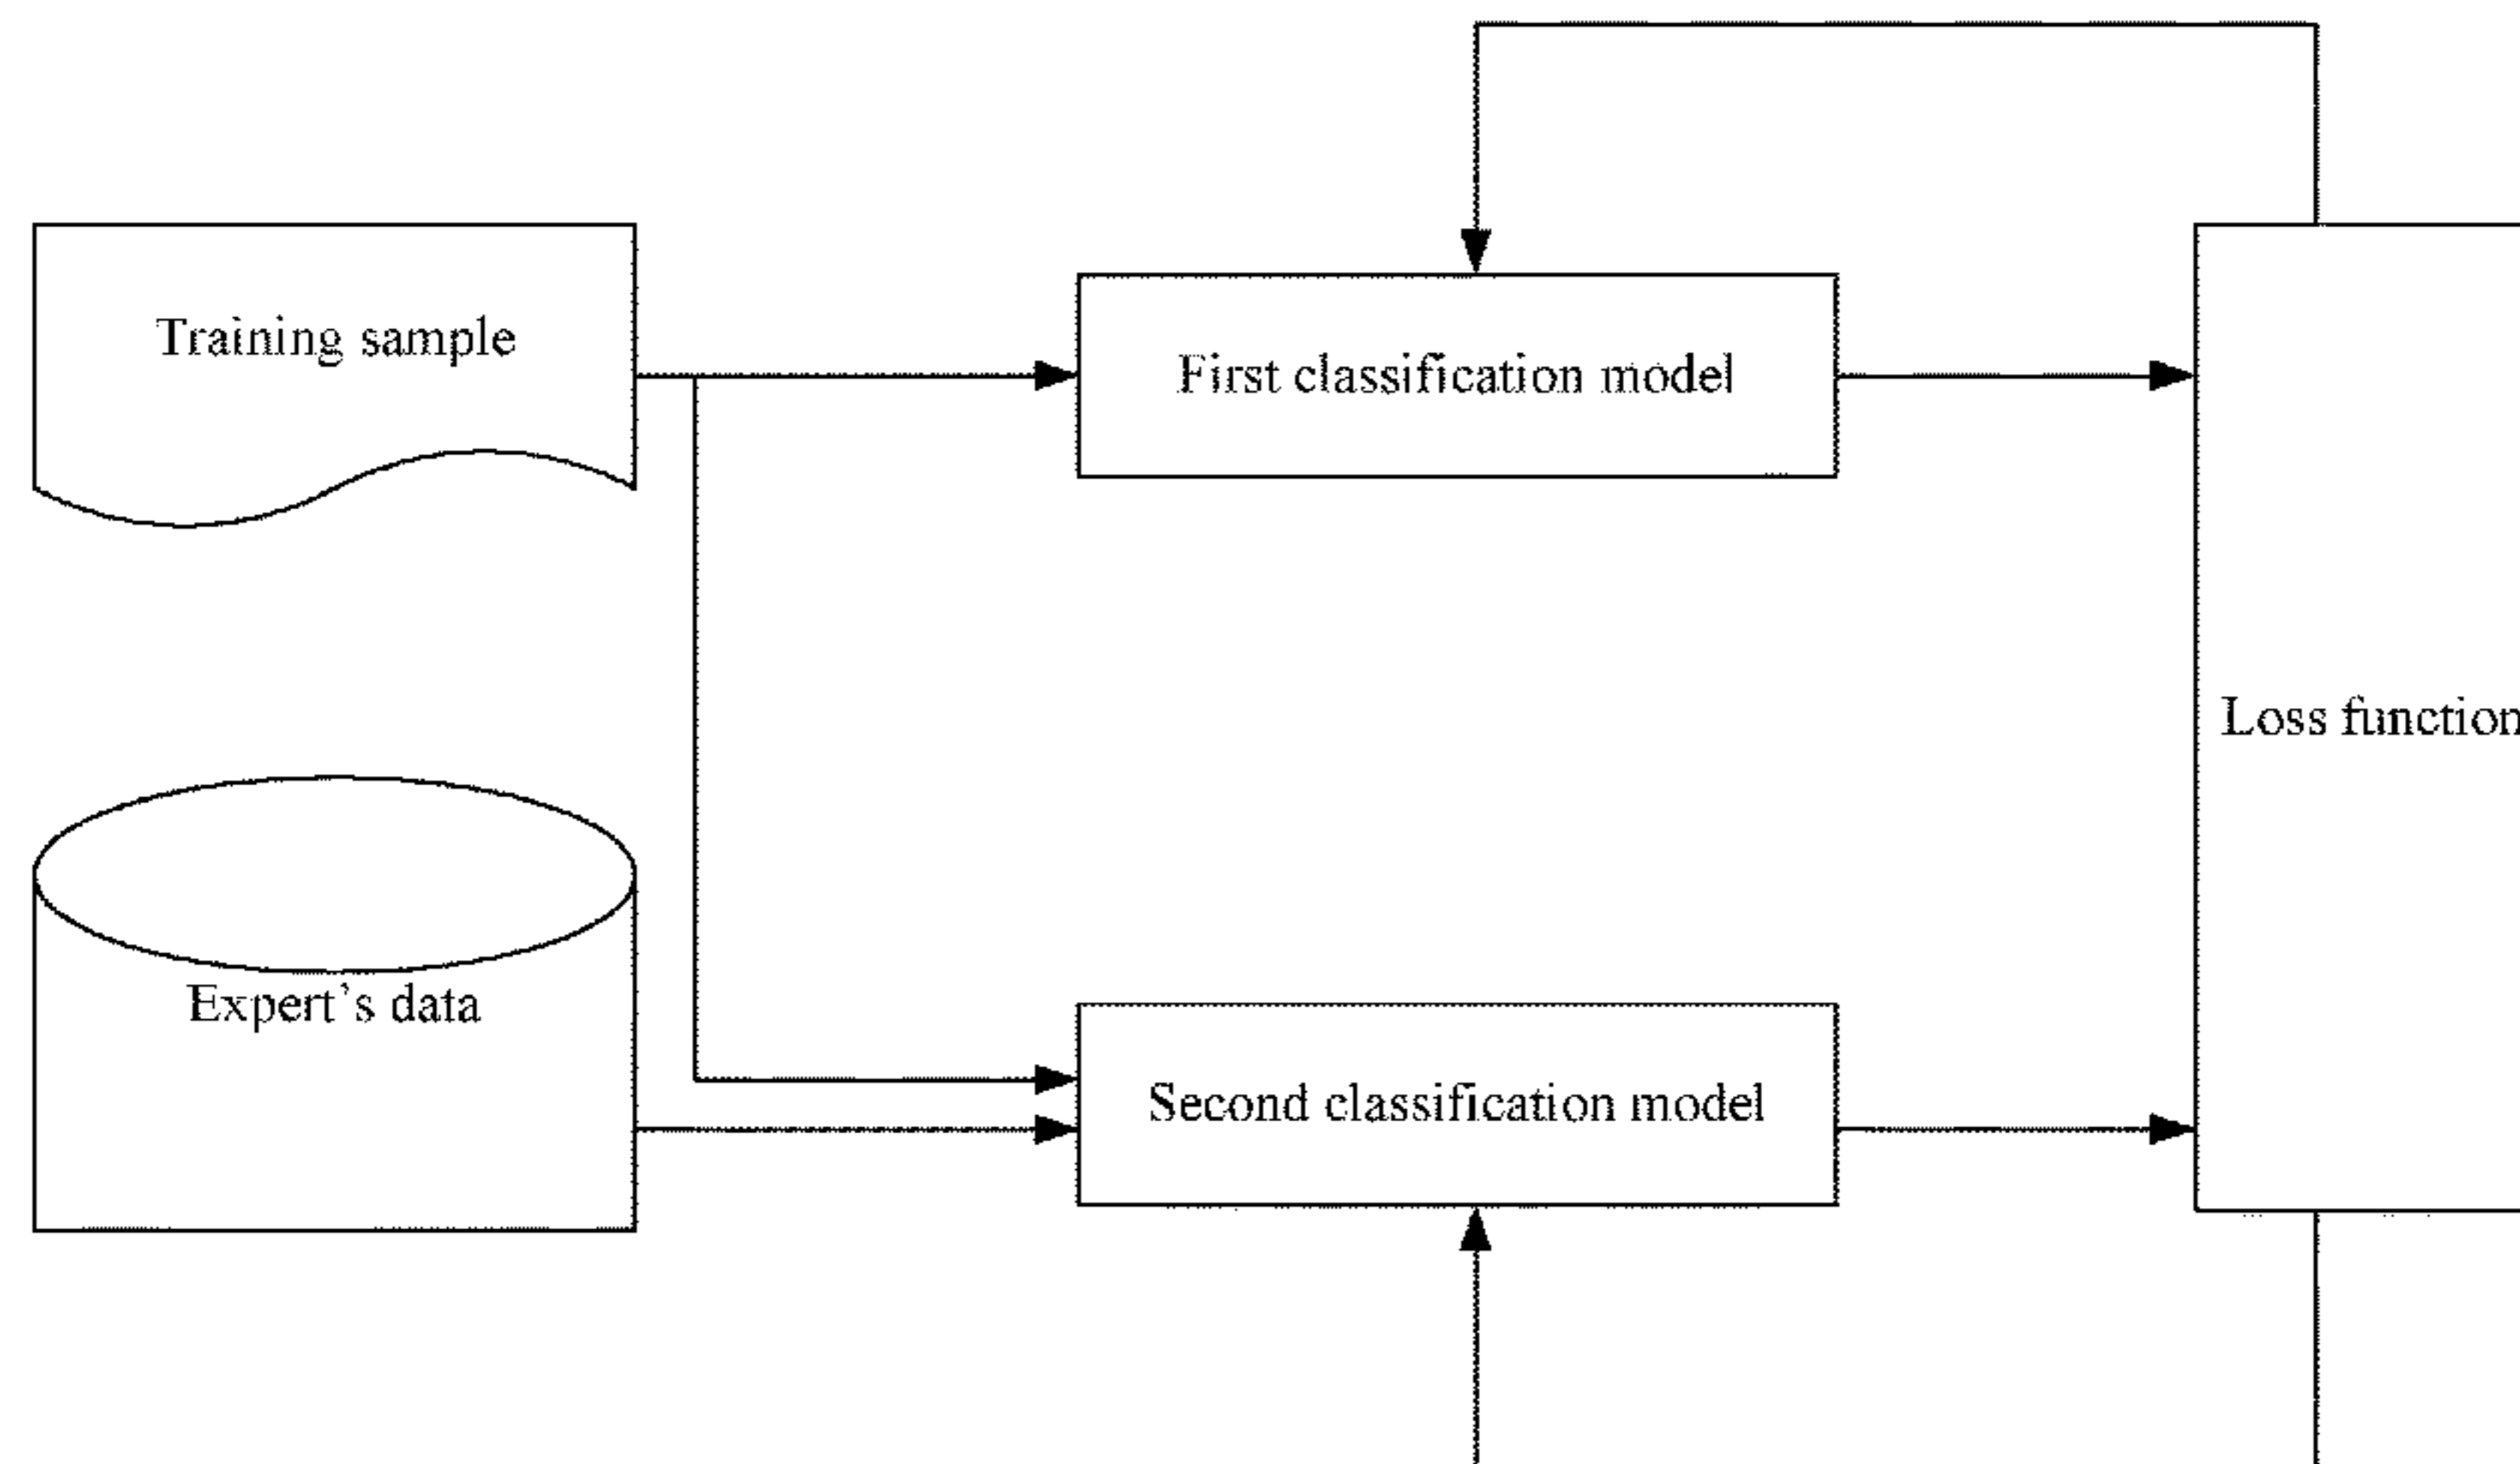 Training sample
First classification model
Loss function
Expert’s data
Second classification model